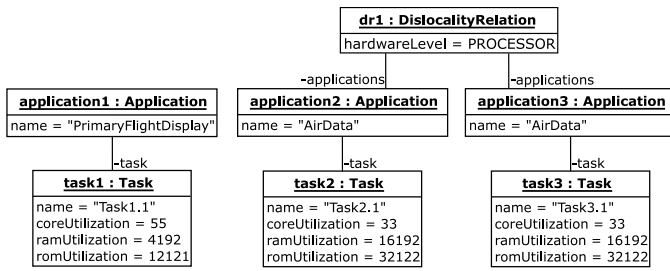 dr1 : DislocalityRelation
hardwareLevel = PROCESSOR
-applications
-applications
application1 : Application
name = "PrimaryFlightDisplay"
application2 : Application
name = "AirData"
application3 : Application
name = "AirData"
-task
-task
-task
task1 : Task
name = "Task1.1"
coreUtilization = 55
ramUtilization = 4192
romUtilization = 12121
task2 : Task
name = "Task2.1"
coreUtilization = 33
ramUtilization = 16192
romUtilization = 32122
task3 : Task
name = "Task3.1"
coreUtilization = 33
ramUtilization = 16192
romUtilization = 32122